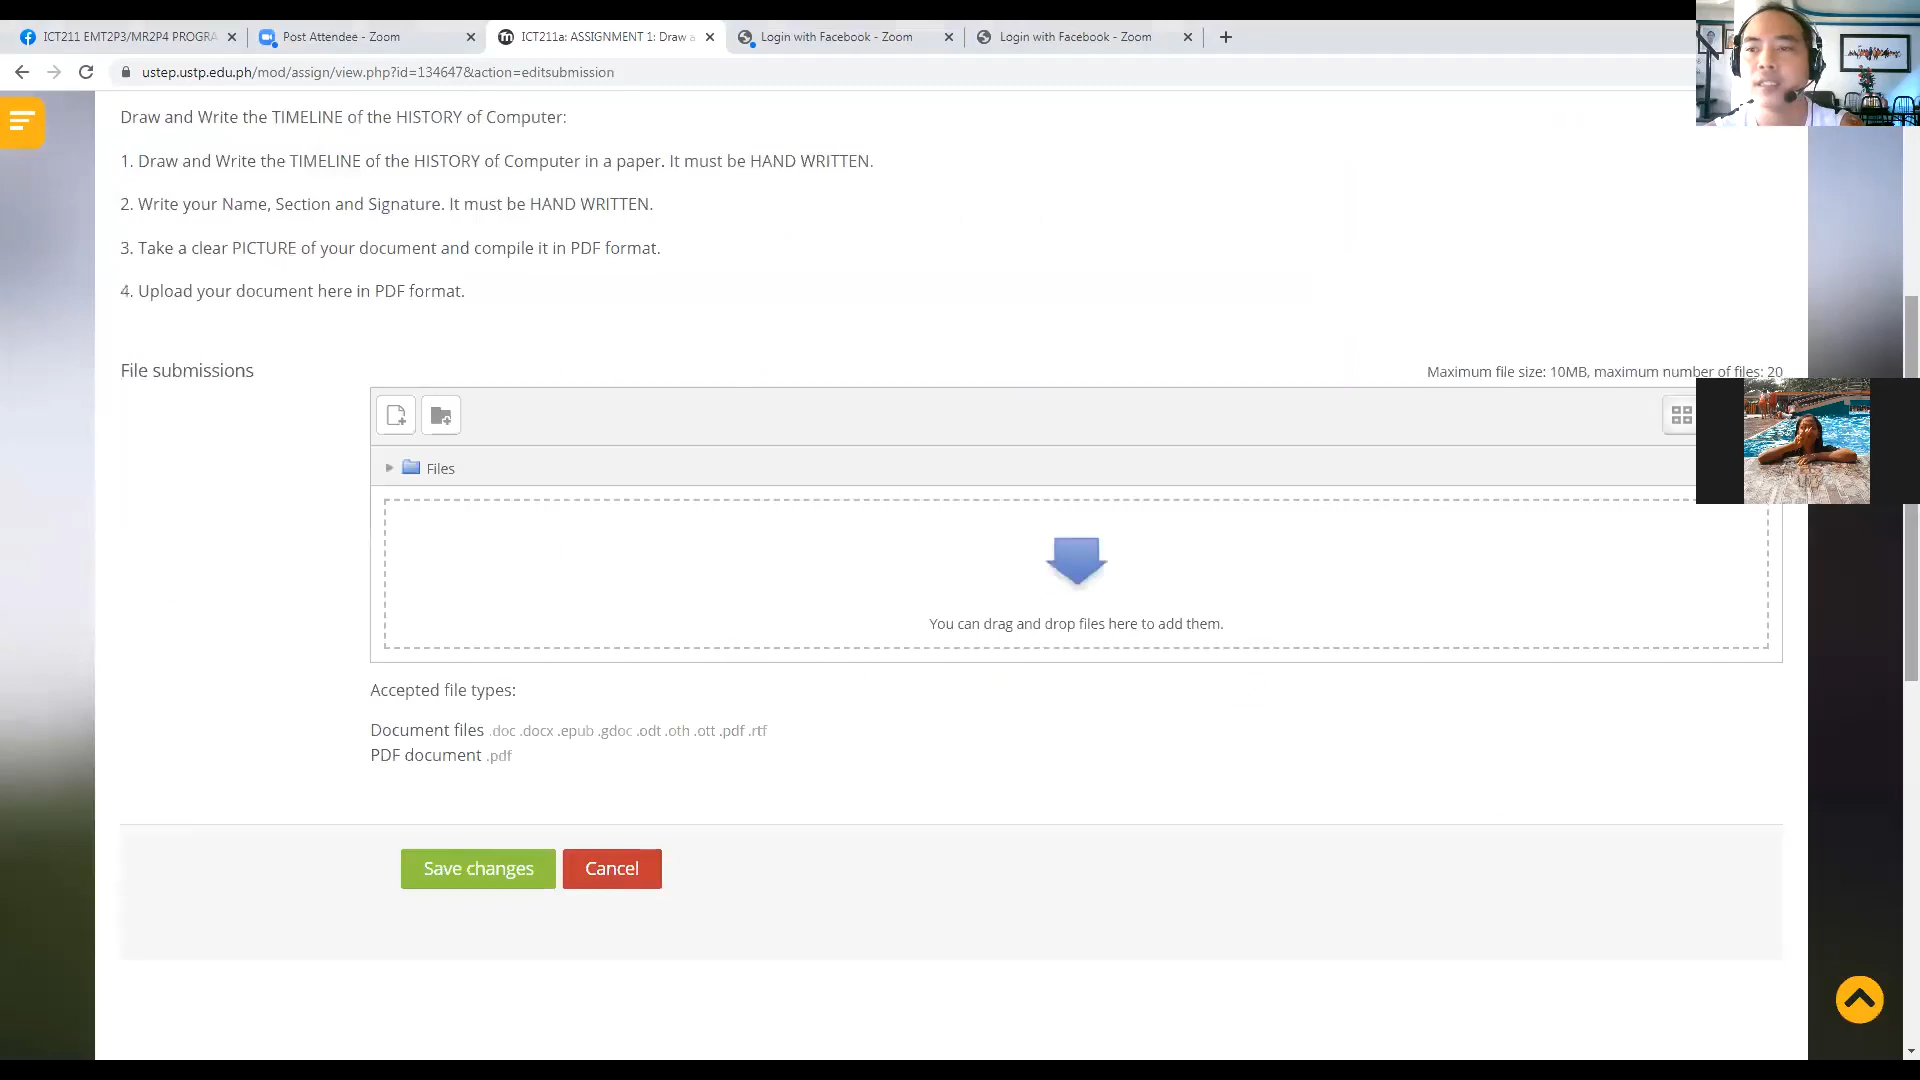 ICT211 EMT2P3/MR2P4 PROGRA
Post Attendee - Zoom
ICT211a: ASSIGNMENT 1: Draw a
Login with Facebook - Zoom
Login with Facebook - Zoom
ustep.ustp.edu.ph/mod/assign/view.php?id=134647&action=editsubmission
Draw and Write the TIMELINE of the HISTORY of Computer:
1. Draw and Write the TIMELINE of the HISTORY of Computer in a paper. It must be HAND WRITTEN.
2. Write your Name, Section and Signature. It must be HAND WRITTEN.
3. Take a clear PICTURE of your document and compile it in PDF format.
4. Upload your document here in PDF format.
File submissions
Maximum file size: 10MB, maximum number of files: 20
Files
You can drag and drop files here to add them.
Accepted file types:
Document files .doc .docx .epub .gdoc .odt .oth .ott .pdf .rtf
PDF document .pdf
Save changes
Cancel